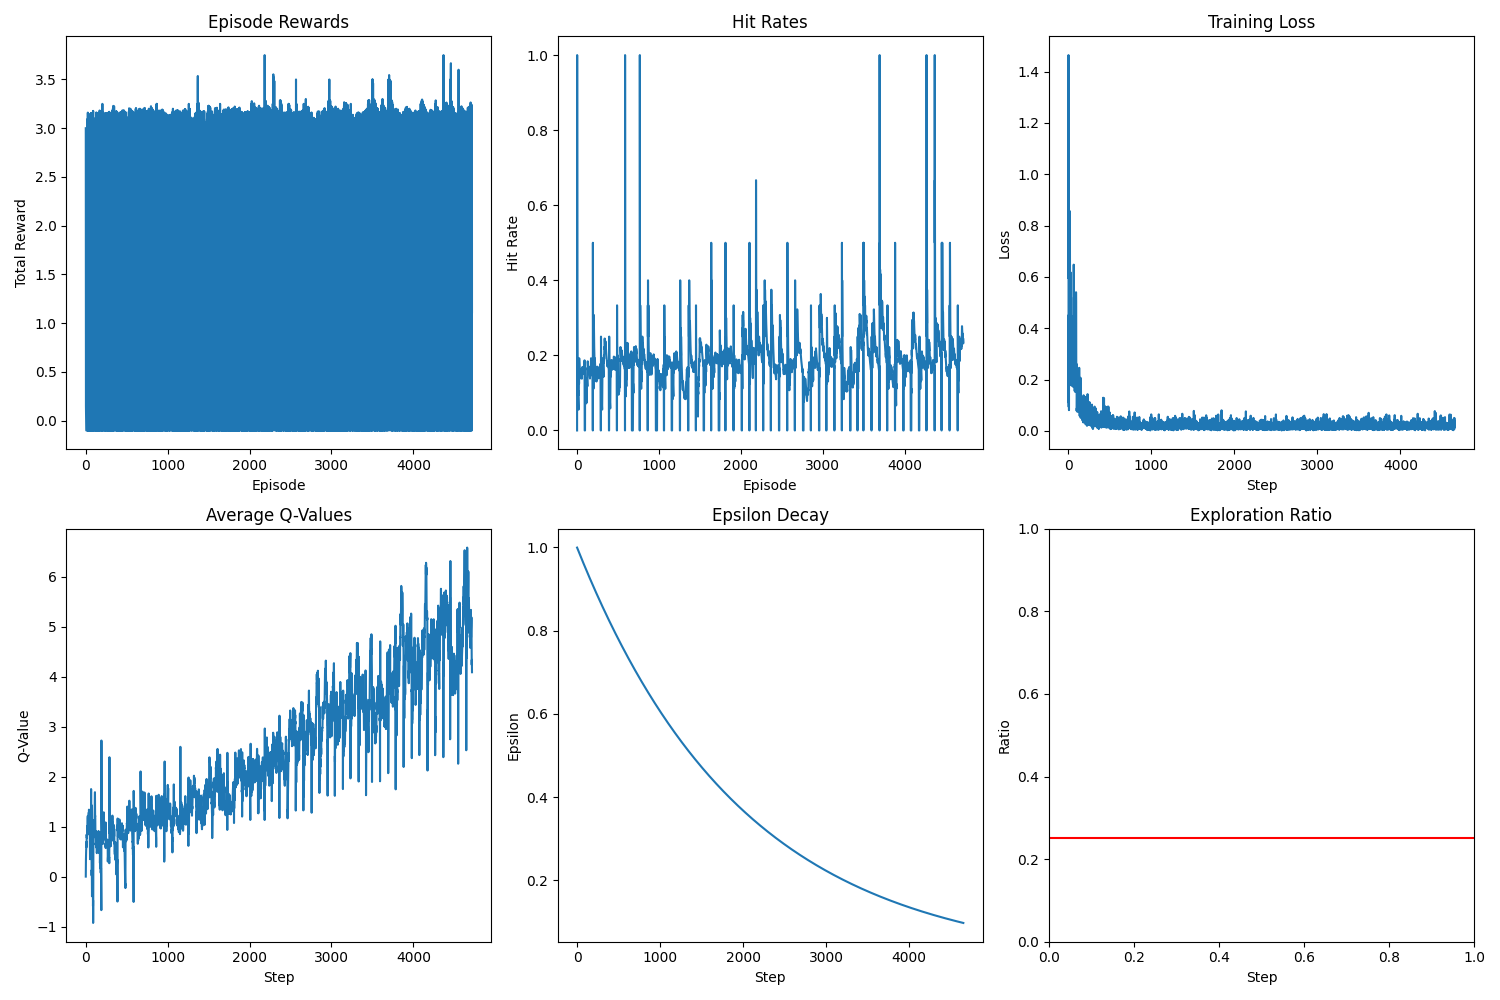 Episode Rewards
Total Reward
3.5
3.0
2.5
2.0
1.5
1.0
0.5
0.0
0 1000 2000 3000 4000
Episode
Hit Rates
Hit Rate
1.0
0.8
0.6
0.4
0.2
0.0
0 1000 2000 3000 4000
Episode
Training Loss
Loss
1.4
1.2
1.0
0.8
0.6
0.4
0.2
0.0
0 1000 2000 3000 4000
Step
Average Q-Values
Q-Value
6
5
4
3
2
1
0
−1
0 1000 2000 3000 4000
Step
Epsilon Decay
Epsilon
1.0
0.8
0.6
0.4
0.2
0 1000 2000 3000 4000
Step
Exploration Ratio
Ratio
1.0
0.8
0.6
0.4
0.2
0.0
0.0 0.2 0.4 0.6 0.8 1.0
Step